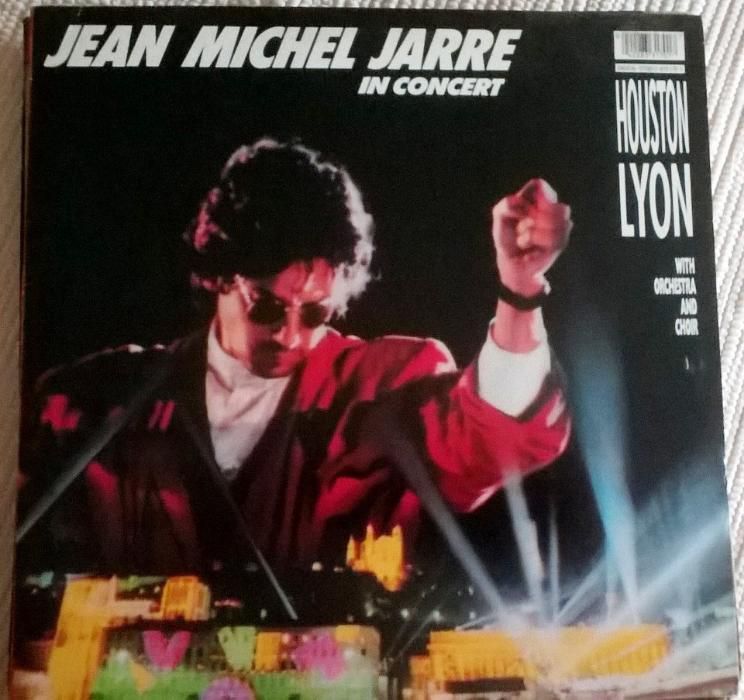 JEAN MICHEL JARRE
IN CONCERT
HOUSTON
LYON
WITH
ORCHESTRA
AND
CHOIR